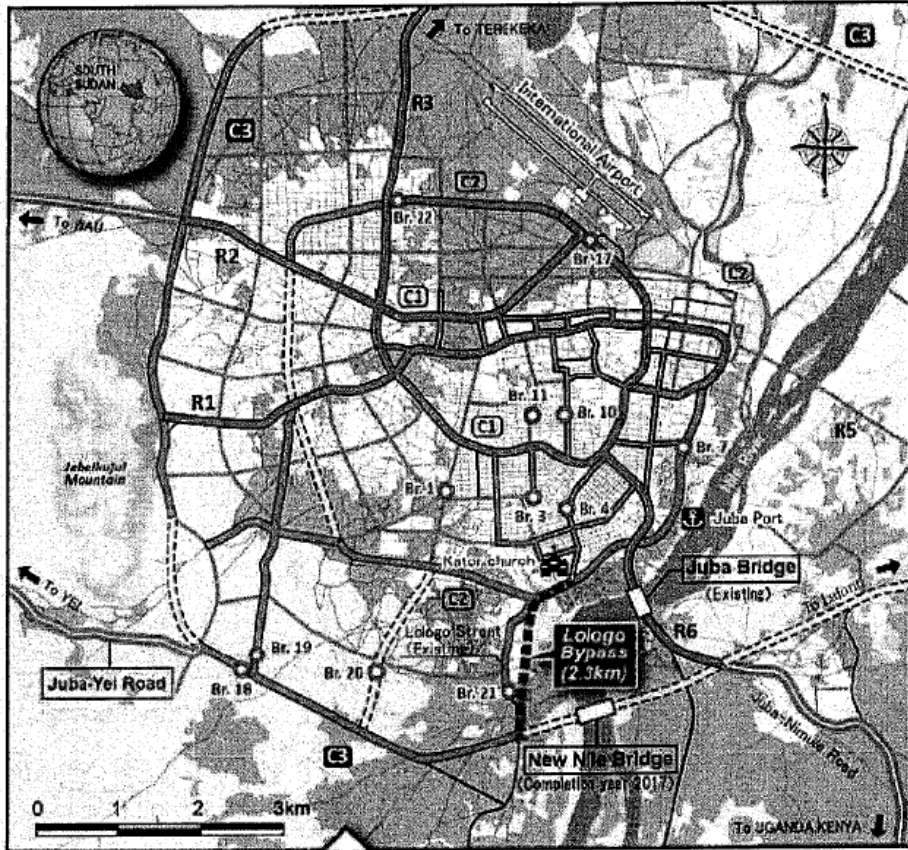 To TEREKEKA
C3
SOUTH
SUDAN
R3
International Airport
C3
C2
Br. 22
To WAU
Br. 17
R2
C2
C1
R1
Br. 11
Br. 10
C1
R5
Br. 7
Jebelkujul
Mountain
Br. 1
Br. 3
Br. 4
Juba Port
Kator church
Juba Bridge
(Existing)
To YEI
C2
Lologo Street
(Existing)
Lologo
Bypass
(2.3km)
R6
Br. 19
Juba-Yei Road
Br. 18
Br. 20
Br. 21
Juba-Nimule Road
C3
New Nile Bridge
(Completion year 2017)
0 1 2 3km
To UGANDA, KENYA